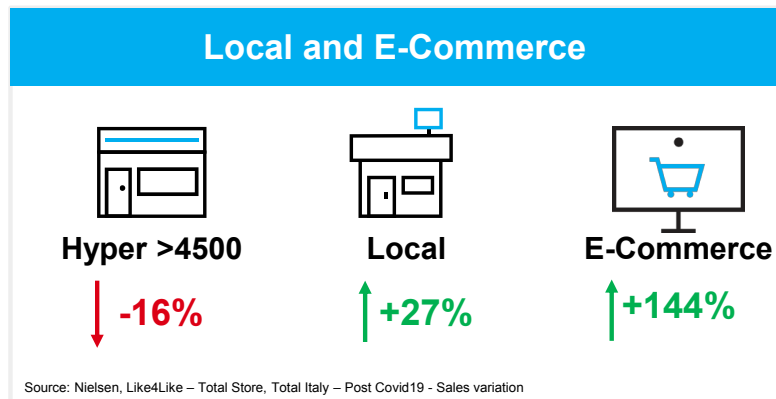 Local and E-Commerce
Hyper >4500
Local
E-Commerce
-16%
+27%
+144%
Source: Nielsen, Like4Like – Total Store, Total Italy – Post Covid19 - Sales variation